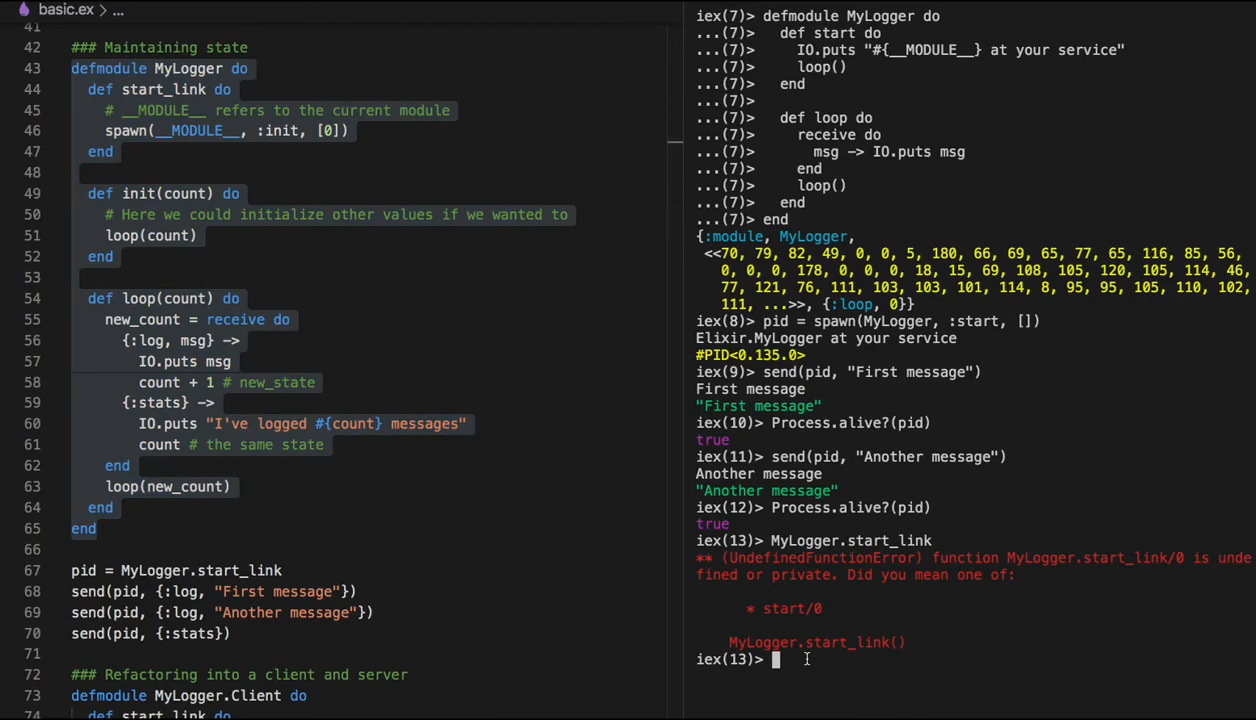 basic.ex > ...
41
42 ### Maintaining state
43 defmodule MyLogger do
44 def start_link do
45 # __MODULE__ refers to the current module
46 spawn(__MODULE__, :init, [0])
47 end
48
49 def init(count) do
50 # Here we could initialize other values if we wanted to
51 loop(count)
52 end
53
54 def loop(count) do
55 new_count = receive do
56 {:log, msg} ->
57 IO.puts msg
58 count + 1 # new_state
59 {:stats} ->
60 IO.puts "I've logged #{count} messages"
61 count # the same state
62 end
63 loop(new_count)
64 end
65 end
66
67 pid = MyLogger.start_link
68 send(pid, {:log, "First message"})
69 send(pid, {:log, "Another message"})
70 send(pid, {:stats})
71
72 ### Refactoring into a client and server
73 defmodule MyLogger.Client do
74 def start_link do
iex(7)> defmodule MyLogger do
...(7)> def start do
...(7)> IO.puts "#{__MODULE__} at your service"
...(7)> loop()
...(7)> end
...(7)>
...(7)> def loop do
...(7)> receive do
...(7)> msg -> IO.puts msg
...(7)> end
...(7)> loop()
...(7)> end
...(7)> end
{:module, MyLogger,
<<70, 79, 82, 49, 0, 0, 5, 180, 66, 69, 65, 77, 65, 116, 85, 56,
0, 0, 0, 178, 0, 0, 0, 18, 15, 69, 108, 105, 120, 105, 114, 46,
77, 121, 76, 111, 103, 103, 101, 114, 8, 95, 95, 105, 110, 102,
111, ...>>, {:loop, 0}}
iex(8)> pid = spawn(MyLogger, :start, [])
Elixir.MyLogger at your service
#PID<0.135.0>
iex(9)> send(pid, "First message")
First message
"First message"
iex(10)> Process.alive?(pid)
true
iex(11)> send(pid, "Another message")
Another message
"Another message"
iex(12)> Process.alive?(pid)
true
iex(13)> MyLogger.start_link
** (UndefinedFunctionError) function MyLogger.start_link/0 is unde
fined or private. Did you mean one of:
* start/0
MyLogger.start_link()
iex(13)>